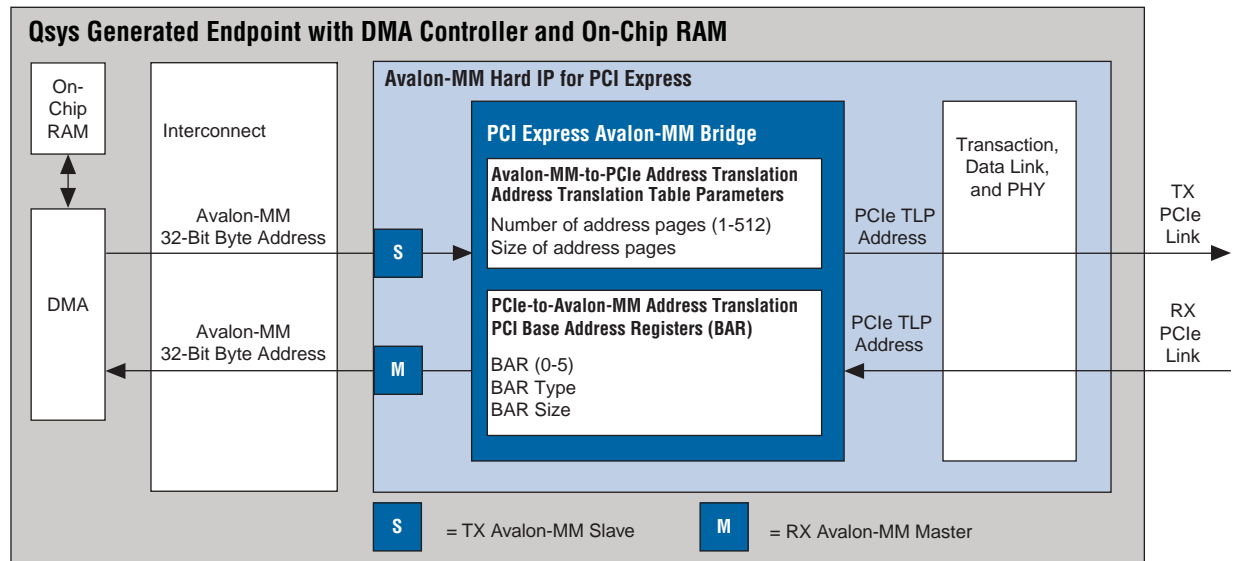 Qsys Generated Endpoint with DMA Controller and On-Chip RAM
On-
Chip
RAM
Interconnect
DMA
Avalon-MM
32-Bit Byte Address
Avalon-MM
32-Bit Byte Address
Avalon-MM Hard IP for PCI Express
S
M
PCI Express Avalon-MM Bridge
Avalon-MM-to-PCIe Address Translation
Address Translation Table Parameters
Number of address pages (1-512)
Size of address pages
PCIe-to-Avalon-MM Address Translation
PCI Base Address Registers (BAR)
BAR (0-5)
BAR Type
BAR Size
PCIe TLP
Address
PCIe TLP
Address
Transaction,
Data Link,
and PHY
TX
PCIe
Link
RX
PCIe
Link
S
= TX Avalon-MM Slave
M
= RX Avalon-MM Master